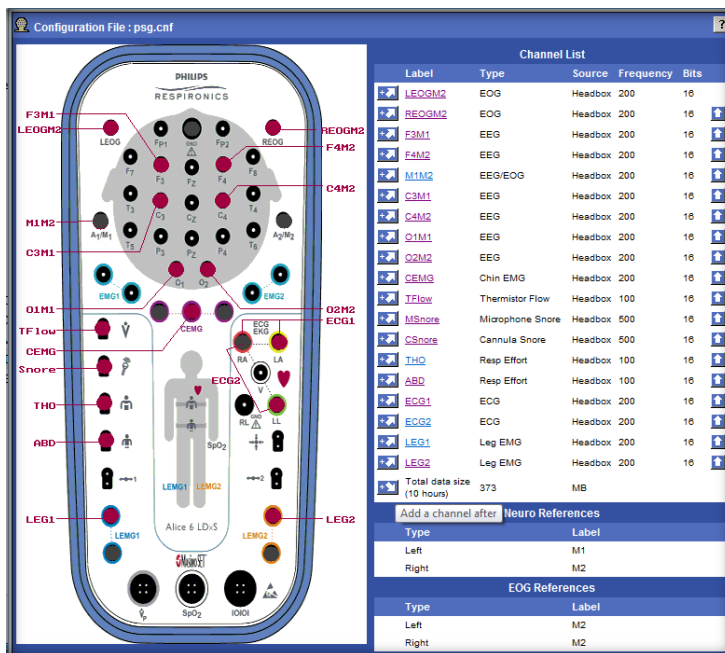 Configuration File : psg.cnf
?
PHILIPS
RESPIRONICS
F3M1
LEOGM2
REOGM2
F4M2
LEOG
FP1
GND
FP2
REOG
F7
F3
FZ
F4
F8
C4M2
T3
C3
CZ
C4
T4
M1M2
A1/M1
A2/M2
C3M1
T5
P3
PZ
P4
T6
O1
O2
EMG1
EMG2
O1M1
O2M2
CEMG
ECG
EKG
ECG1
TFlow
RA
LA
CEMG
Snore
V
ECG2
THO
RL
GND
LL
ABD
SpO2
1
2
LEMG1
LEMG2
LEG1
LEG2
Alice 6 LDxS
LEMG1
LEMG2
Masimo SET
VP
SpO2
IOIOI
Channel List
Label Type Source Frequency Bits
LEOGM2 EOG Headbox 200 16
REOGM2 EOG Headbox 200 16
F3M1 EEG Headbox 200 16
F4M2 EEG Headbox 200 16
M1M2 EEG/EOG Headbox 200 16
C3M1 EEG Headbox 200 16
C4M2 EEG Headbox 200 16
O1M1 EEG Headbox 200 16
O2M2 EEG Headbox 200 16
CEMG Chin EMG Headbox 200 16
TFlow Thermistor Flow Headbox 100 16
MSnore Microphone Snore Headbox 500 16
CSnore Cannula Snore Headbox 500 16
THO Resp Effort Headbox 100 16
ABD Resp Effort Headbox 100 16
ECG1 ECG Headbox 200 16
ECG2 ECG Headbox 200 16
LEG1 Leg EMG Headbox 200 16
LEG2 Leg EMG Headbox 200 16
Total data size
(10 hours) 373 MB
Add a channel after
Neuro References
Type Label
Left M1
Right M2
EOG References
Type Label
Left M2
Right M2